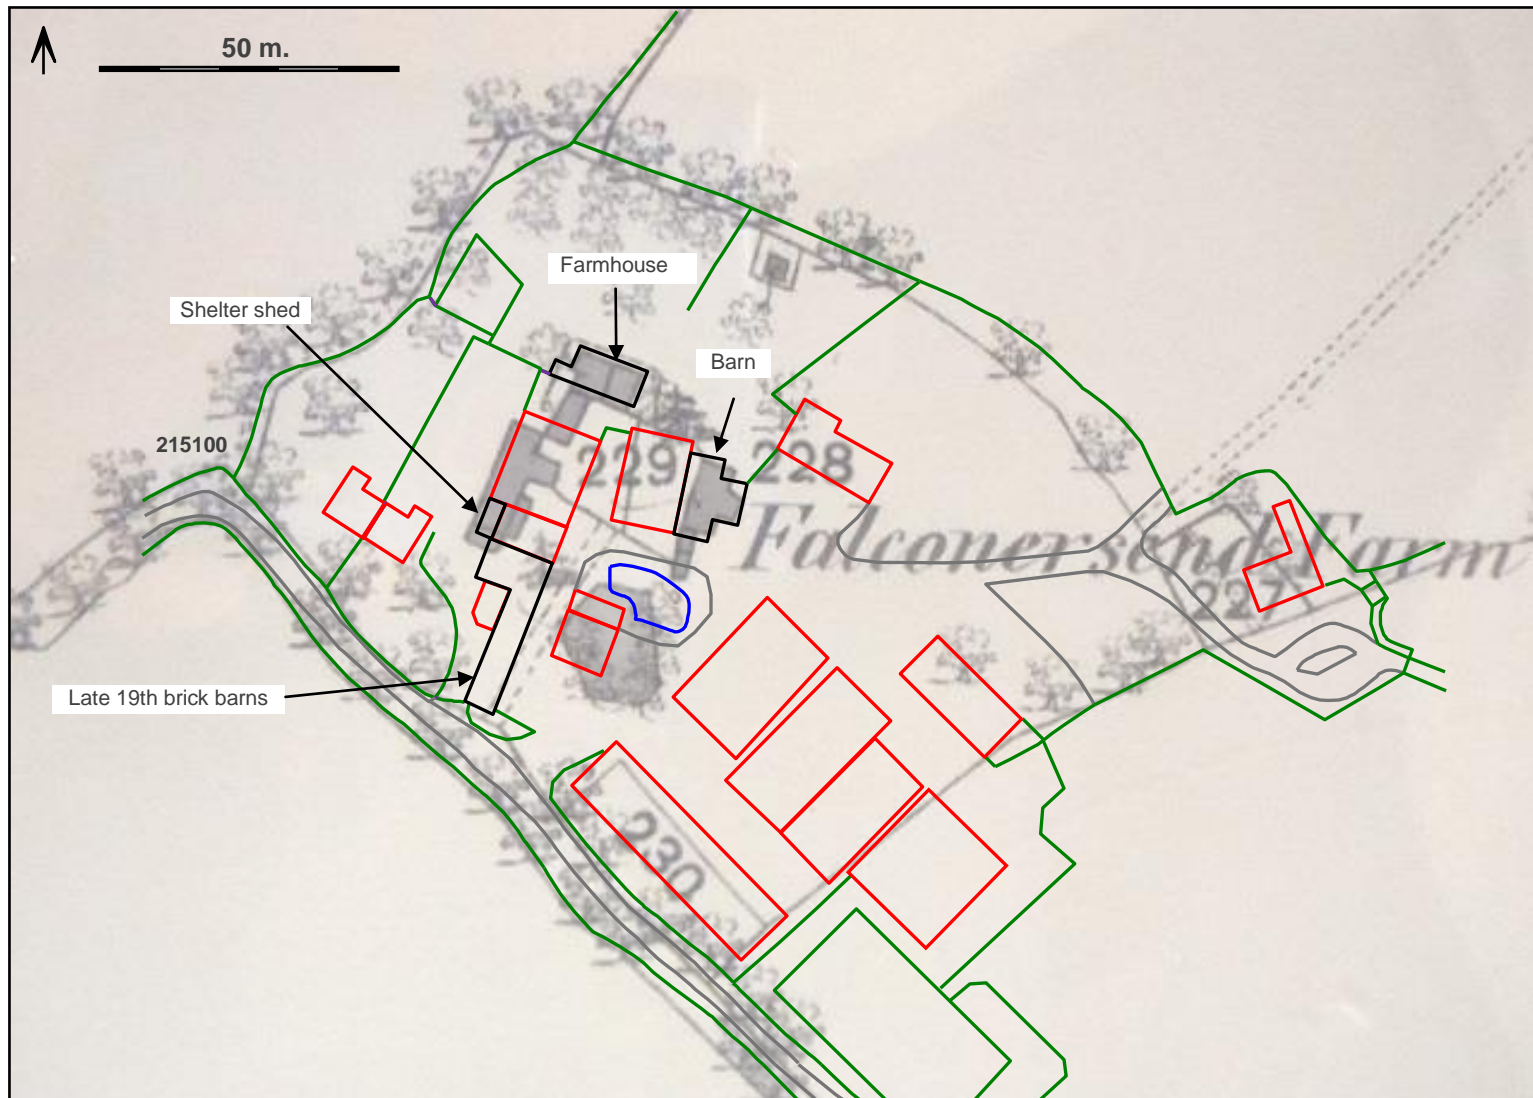 50 m.
Farmhouse
Shelter shed
Barn
215100
229
228
Falconersend Farm
227
Late 19th brick barns
230